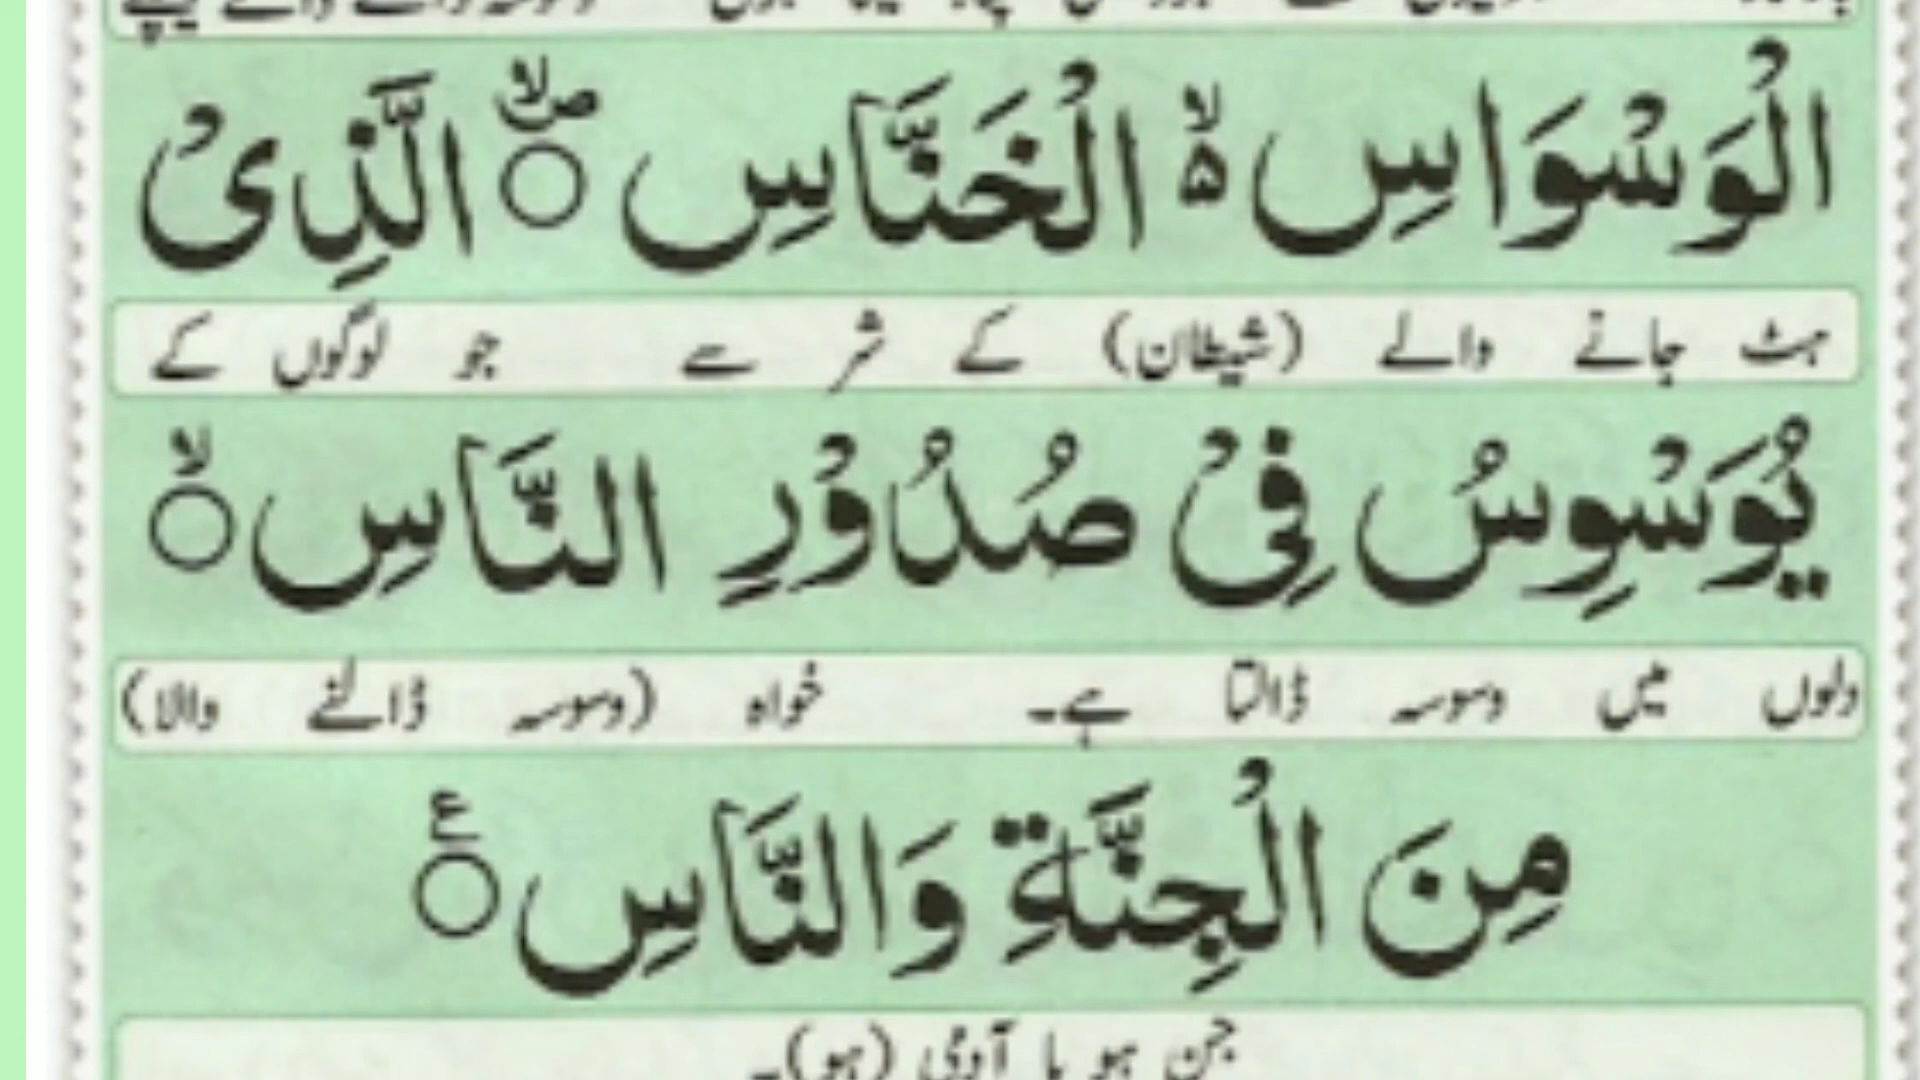 الْوَسْوَاسِ ۙ۬ الْخَنَّاسِ ۪ۙ○ الَّذِیْ
ہٹ جانے والے (شیطان) کے شر سے جو لوگوں کے
یُوَسْوِسُ فِیْ صُدُوْرِ النَّاسِ ۙ○
دلوں میں وسوسہ ڈالتا ہے۔ خواہ (وسوسہ ڈالنے والا)
مِنَ الْجِنَّةِ وَالنَّاسِ ○ع
جن ہو یا آدمی (ہو)۔